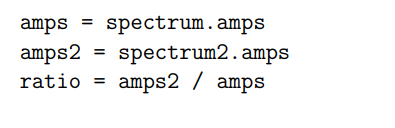 amps = spectrum.amps
amps2 = spectrum2.amps
ratio = amps2 / amps